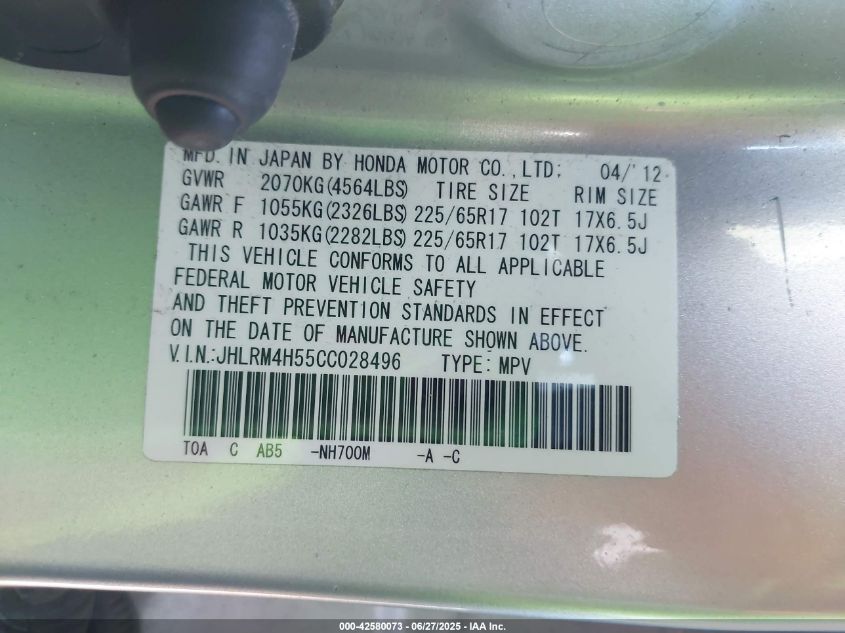 MFD. IN JAPAN BY HONDA MOTOR CO.,LTD; 04/'12
GVWR 2070KG(4564LBS) TIRE SIZE RIM SIZE
GAWR F 1055KG(2326LBS) 225/65R17 102T 17X6.5J
GAWR R 1035KG(2282LBS) 225/65R17 102T 17X6.5J
THIS VEHICLE CONFORMS TO ALL APPLICABLE
FEDERAL MOTOR VEHICLE SAFETY
AND THEFT PREVENTION STANDARDS IN EFFECT
ON THE DATE OF MANUFACTURE SHOWN ABOVE.
V.I.N.:JHLRM4H55CC028496 TYPE: MPV
TOA C AB5 -NH700M -A -C
000-42580073 - 06/27/2025 - IAA Inc.